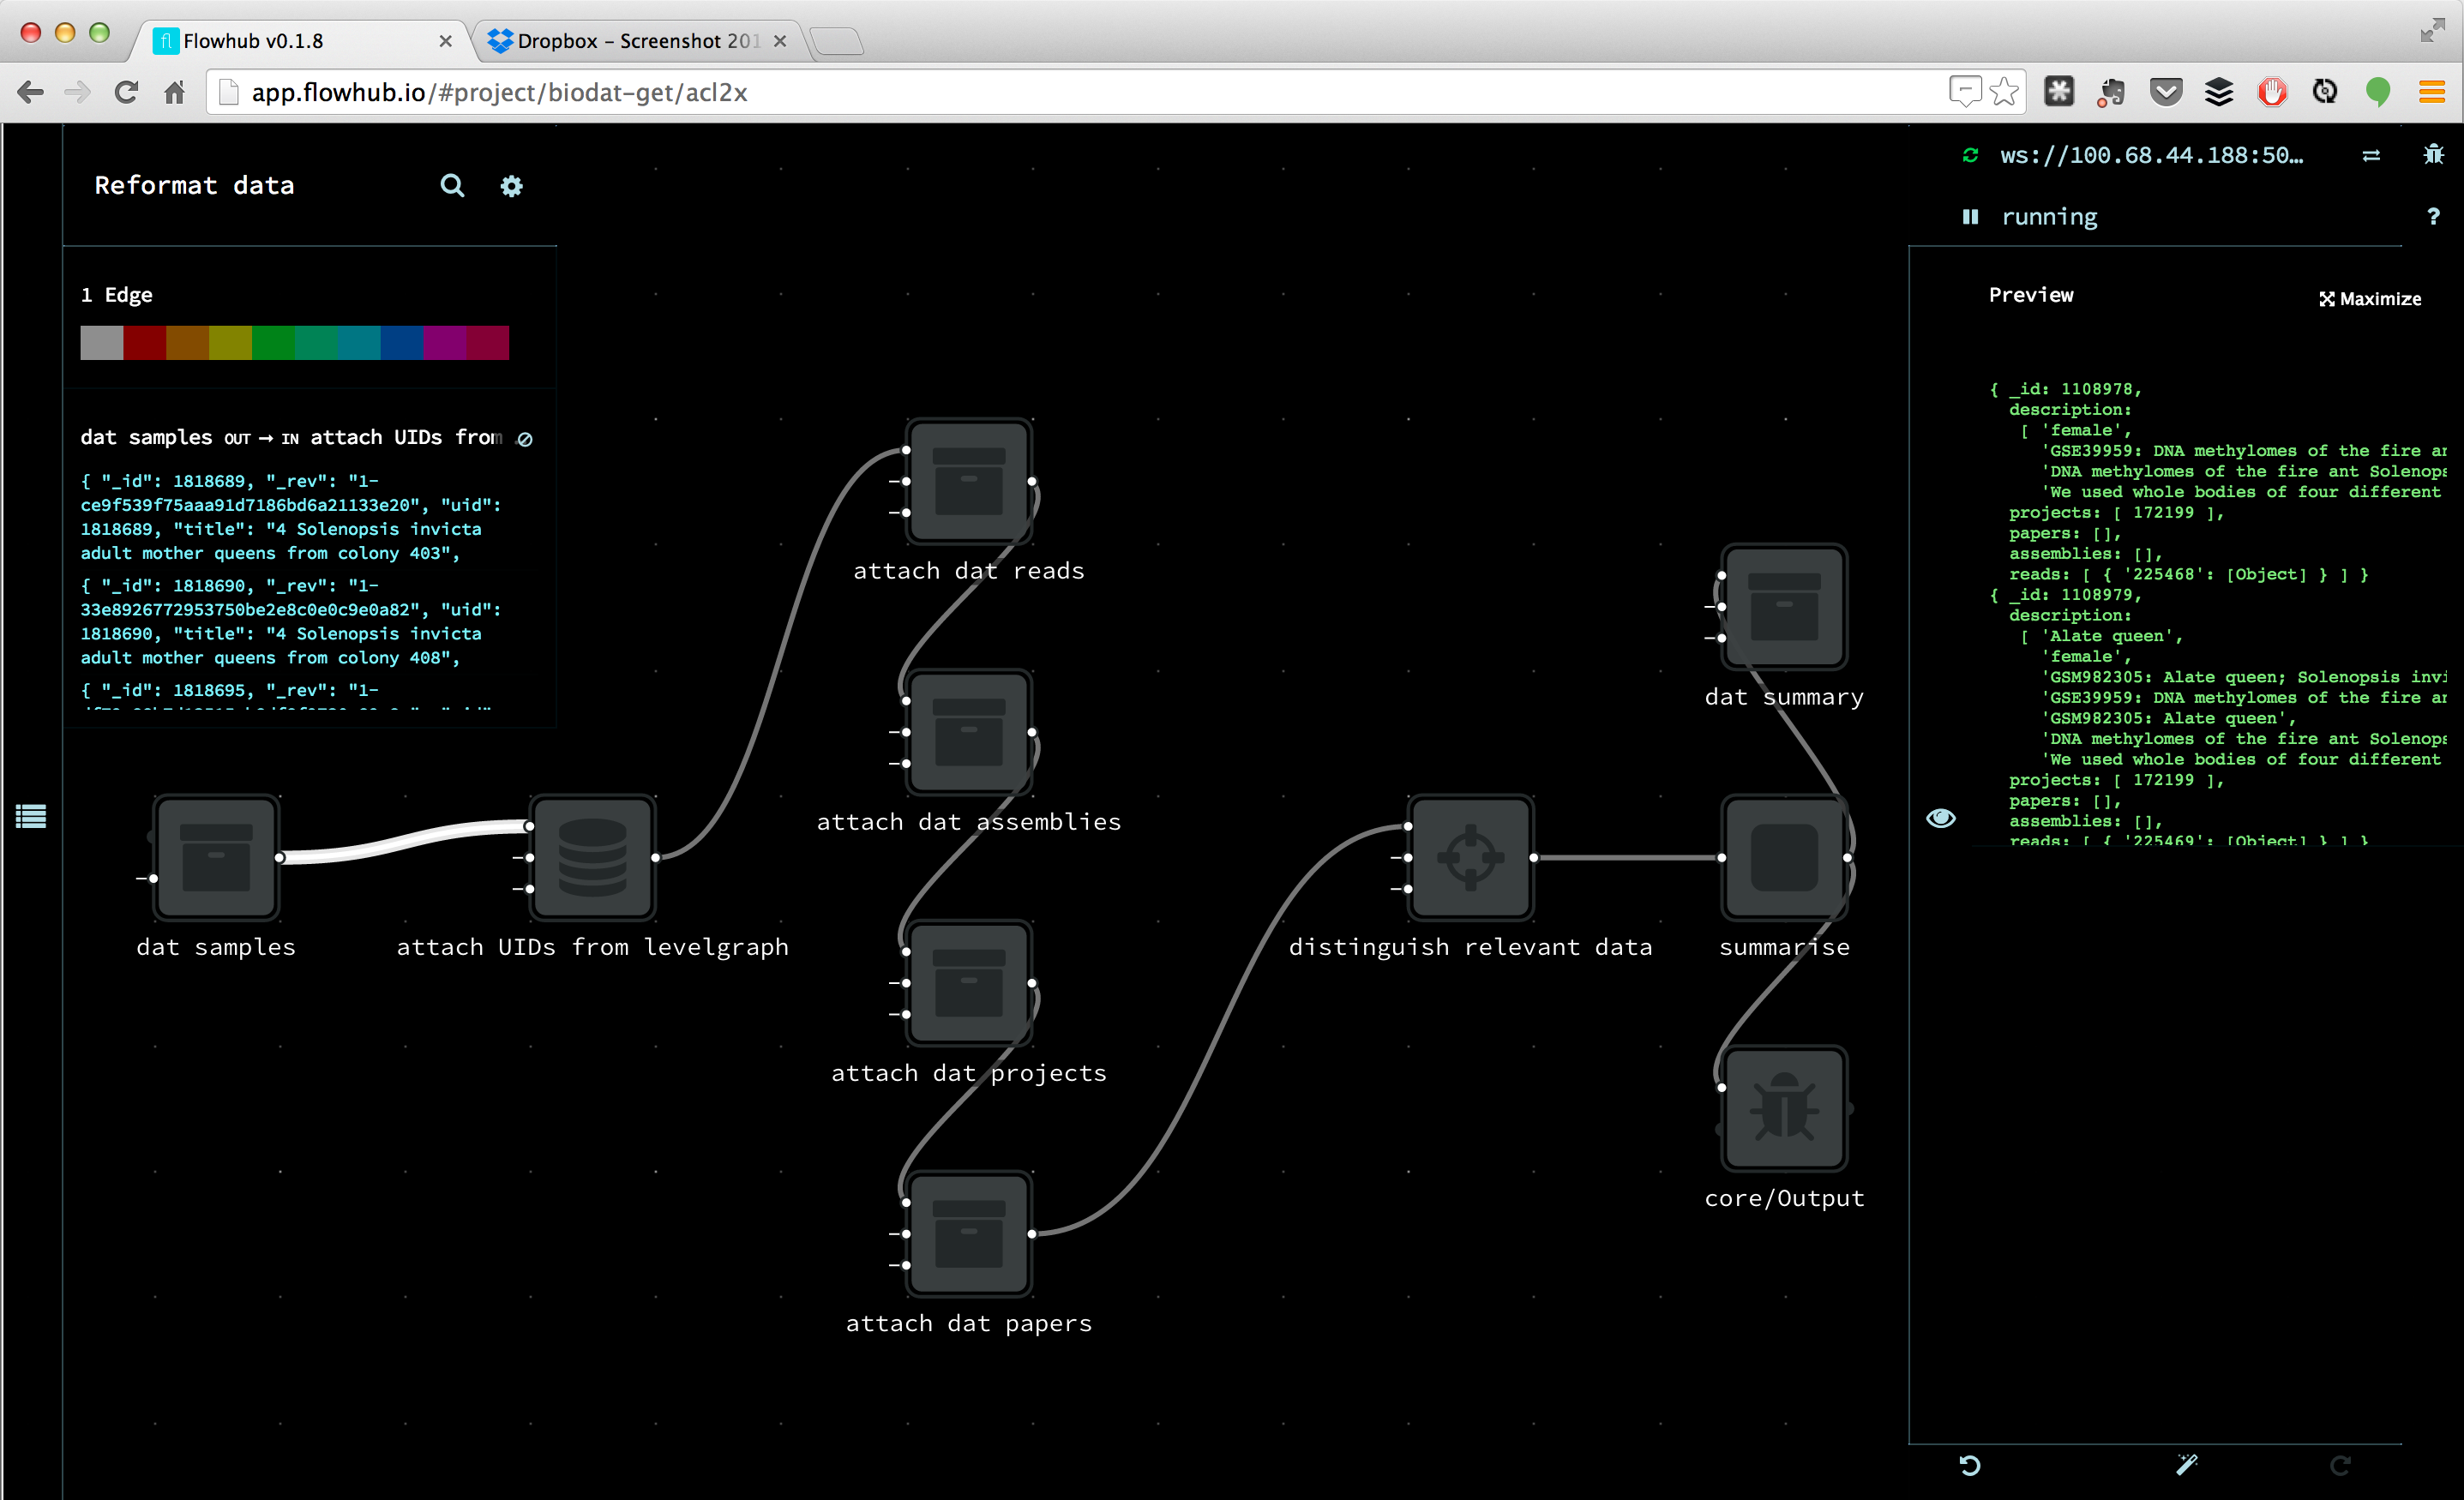 Flowhub v0.1.8
Dropbox – Screenshot 201
app.flowhub.io/#project/biodat-get/acl2x
Reformat data
1 Edge
dat samples OUT → IN attach UIDs from
{ "_id": 1818689, "_rev": "1-
ce9f539f75aaa91d7186bd6a21133e20", "uid":
1818689, "title": "4 Solenopsis invicta
adult mother queens from colony 403",
{ "_id": 1818690, "_rev": "1-
33e8926772953750be2e8c0e0c9e0a82", "uid":
1818690, "title": "4 Solenopsis invicta
adult mother queens from colony 408",
{ "_id": 1818695, "_rev": "1-
dat samples
attach UIDs from levelgraph
attach dat reads
attach dat assemblies
attach dat projects
attach dat papers
distinguish relevant data
dat summary
summarise
core/Output
ws://100.68.44.188:50…
running
?
Preview
Maximize
{ _id: 1108978,
description:
[ 'female',
'GSE39959: DNA methylomes of the fire an
'DNA methylomes of the fire ant Solenops
'We used whole bodies of four different
projects: [ 172199 ],
papers: [],
assemblies: [],
reads: [ { '225468': [Object] } ] }
{ _id: 1108979,
description:
[ 'Alate queen',
'female',
'GSM982305: Alate queen; Solenopsis invi
'GSE39959: DNA methylomes of the fire an
'GSM982305: Alate queen',
'DNA methylomes of the fire ant Solenops
'We used whole bodies of four different
projects: [ 172199 ],
papers: [],
assemblies: [],
reads: [ { '225469': [Object] } ] }